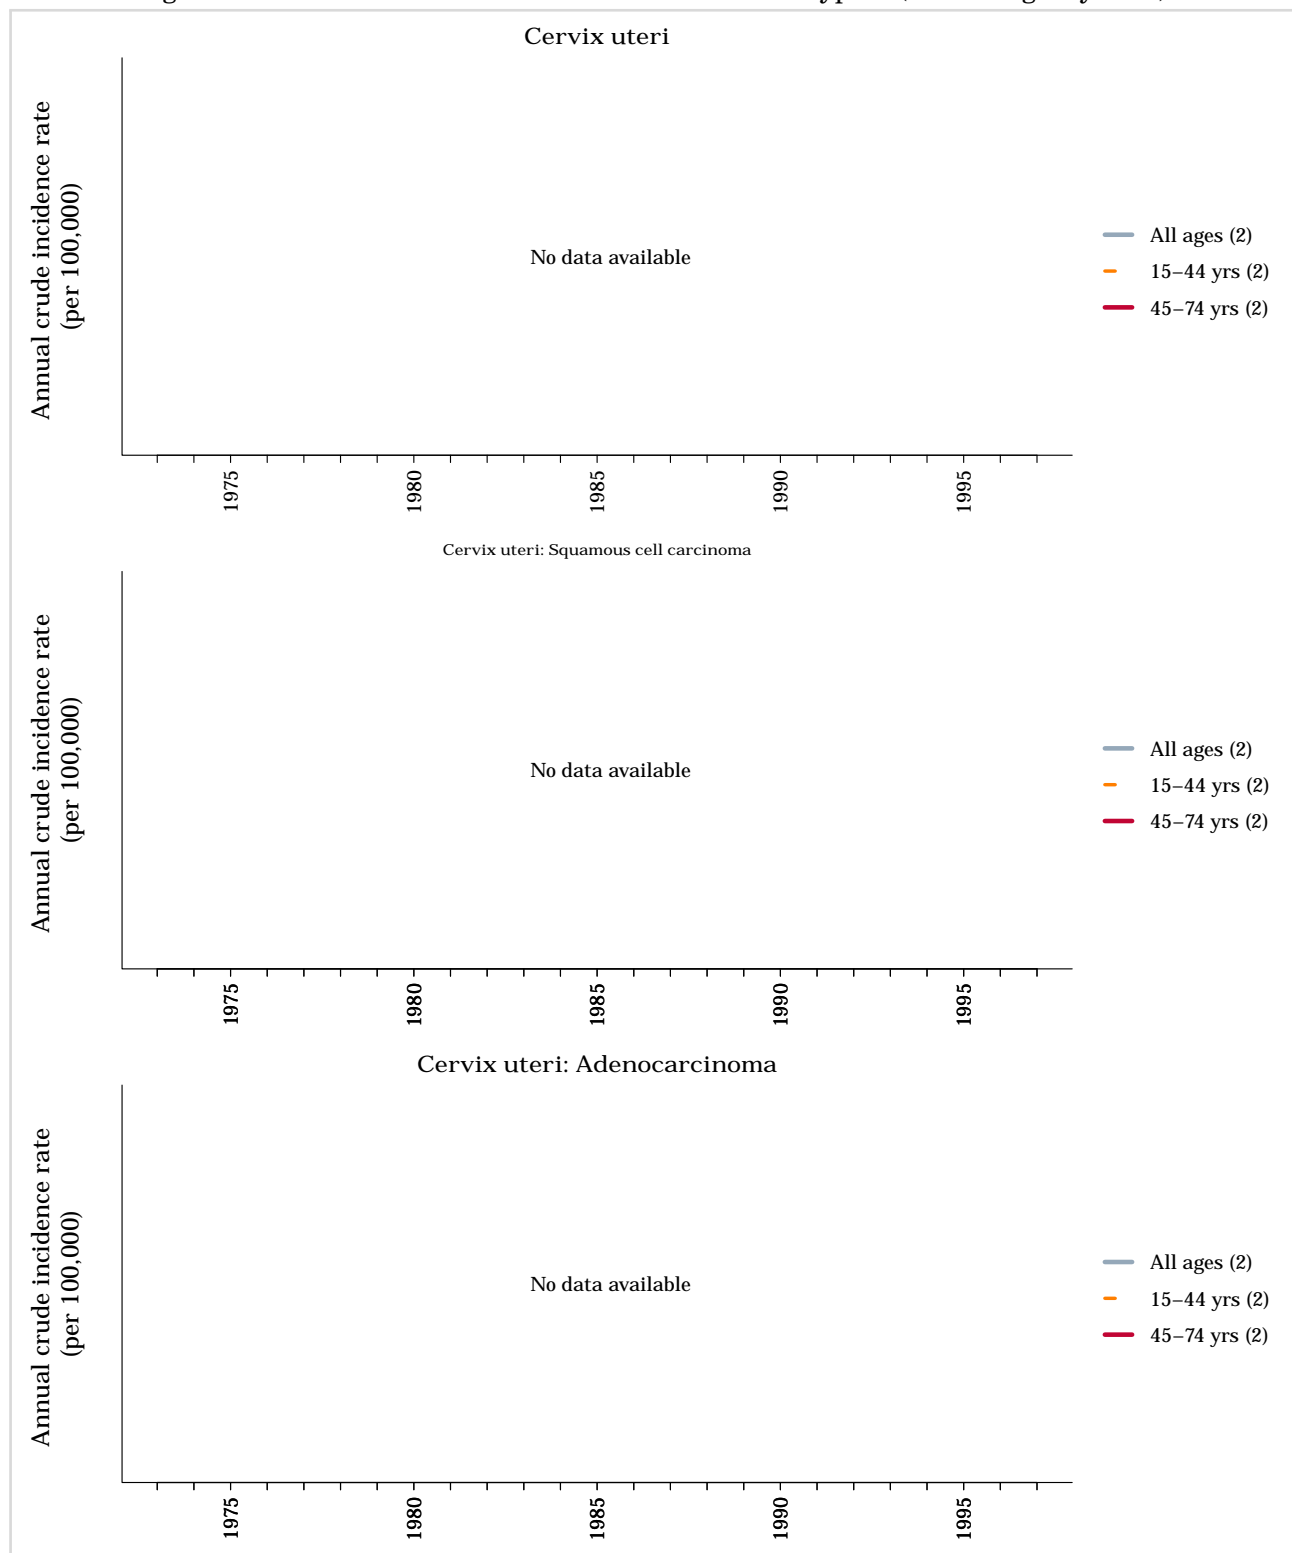 Cervix uteri
Annual crude incidence rate
(per 100,000)
No data available
All ages (2)
15–44 yrs (2)
45–74 yrs (2)
1975
1980
1985
1990
1995
Cervix uteri: Squamous cell carcinoma
Annual crude incidence rate
(per 100,000)
No data available
All ages (2)
15–44 yrs (2)
45–74 yrs (2)
1975
1980
1985
1990
1995
Cervix uteri: Adenocarcinoma
Annual crude incidence rate
(per 100,000)
No data available
All ages (2)
15–44 yrs (2)
45–74 yrs (2)
1975
1980
1985
1990
1995